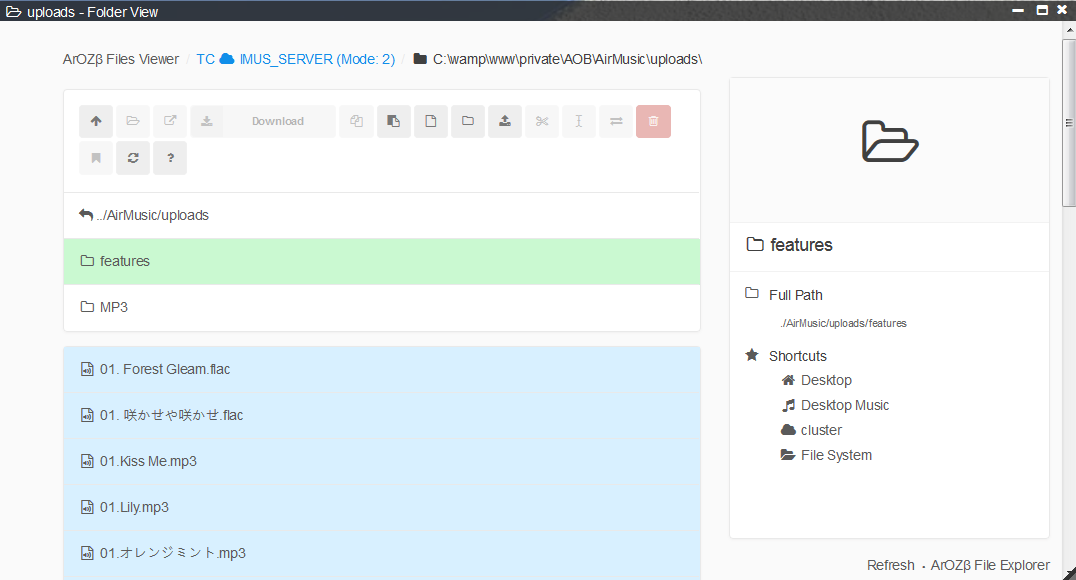 uploads - Folder View
ArOZβ Files Viewer / TC IMUS_SERVER (Mode: 2) / C:\wamp\www\private\AOB\AirMusic\uploads\
Download
?
../AirMusic/uploads
features
MP3
01. Forest Gleam.flac
01. 咲かせや咲かせ.flac
01.Kiss Me.mp3
01.Lily.mp3
01.オレンジミント.mp3
features
Full Path
./AirMusic/uploads/features
Shortcuts
Desktop
Desktop Music
cluster
File System
Refresh · ArOZβ File Explorer